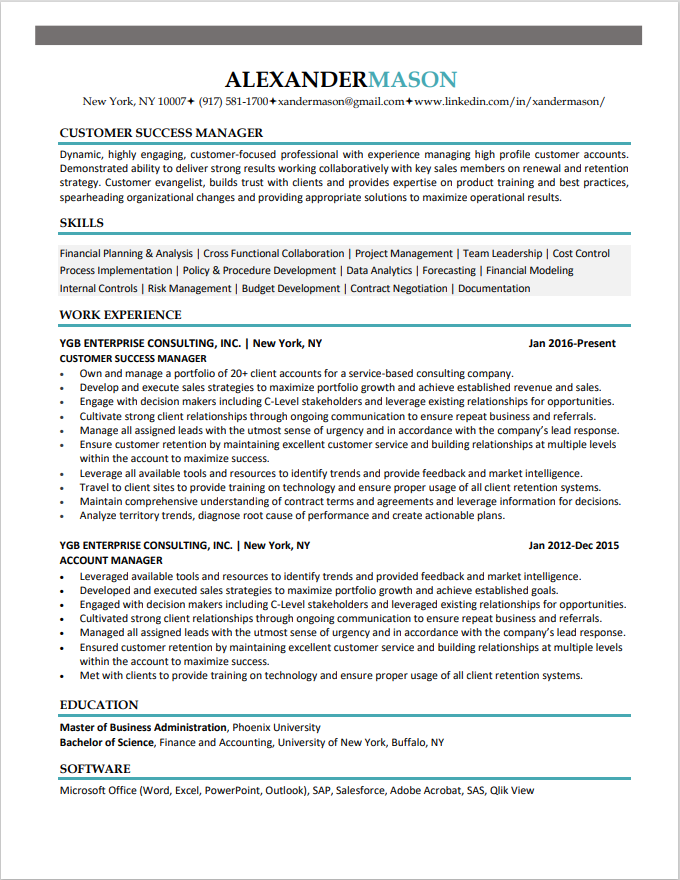 ALEXANDERMASON
New York, NY 10007✦ (917) 581-1700✦xandermason@gmail.com✦www.linkedin.com/in/xandermason/
CUSTOMER SUCCESS MANAGER
Dynamic, highly engaging, customer-focused professional with experience managing high profile customer accounts.
Demonstrated ability to deliver strong results working collaboratively with key sales members on renewal and retention
strategy. Customer evangelist, builds trust with clients and provides expertise on product training and best practices,
spearheading organizational changes and providing appropriate solutions to maximize operational results.
SKILLS
Financial Planning & Analysis | Cross Functional Collaboration | Project Management | Team Leadership | Cost Control
Process Implementation | Policy & Procedure Development | Data Analytics | Forecasting | Financial Modeling
Internal Controls | Risk Management | Budget Development | Contract Negotiation | Documentation
WORK EXPERIENCE
YGB ENTERPRISE CONSULTING, INC. | New York, NY Jan 2016-Present
CUSTOMER SUCCESS MANAGER
• Own and manage a portfolio of 20+ client accounts for a service-based consulting company.
• Develop and execute sales strategies to maximize portfolio growth and achieve established revenue and sales.
• Engage with decision makers including C-Level stakeholders and leverage existing relationships for opportunities.
• Cultivate strong client relationships through ongoing communication to ensure repeat business and referrals.
• Manage all assigned leads with the utmost sense of urgency and in accordance with the company's lead response.
• Ensure customer retention by maintaining excellent customer service and building relationships at multiple levels
within the account to maximize success.
• Leverage all available tools and resources to identify trends and provide feedback and market intelligence.
• Travel to client sites to provide training on technology and ensure proper usage of all client retention systems.
• Maintain comprehensive understanding of contract terms and agreements and leverage information for decisions.
• Analyze territory trends, diagnose root cause of performance and create actionable plans.
YGB ENTERPRISE CONSULTING, INC. | New York, NY Jan 2012-Dec 2015
ACCOUNT MANAGER
• Leveraged available tools and resources to identify trends and provided feedback and market intelligence.
• Developed and executed sales strategies to maximize portfolio growth and achieve established goals.
• Engaged with decision makers including C-Level stakeholders and leveraged existing relationships for opportunities.
• Cultivated strong client relationships through ongoing communication to ensure repeat business and referrals.
• Managed all assigned leads with the utmost sense of urgency and in accordance with the company's lead response.
• Ensured customer retention by maintaining excellent customer service and building relationships at multiple levels
within the account to maximize success.
• Met with clients to provide training on technology and ensure proper usage of all client retention systems.
EDUCATION
Master of Business Administration, Phoenix University
Bachelor of Science, Finance and Accounting, University of New York, Buffalo, NY
SOFTWARE
Microsoft Office (Word, Excel, PowerPoint, Outlook), SAP, Salesforce, Adobe Acrobat, SAS, Qlik View